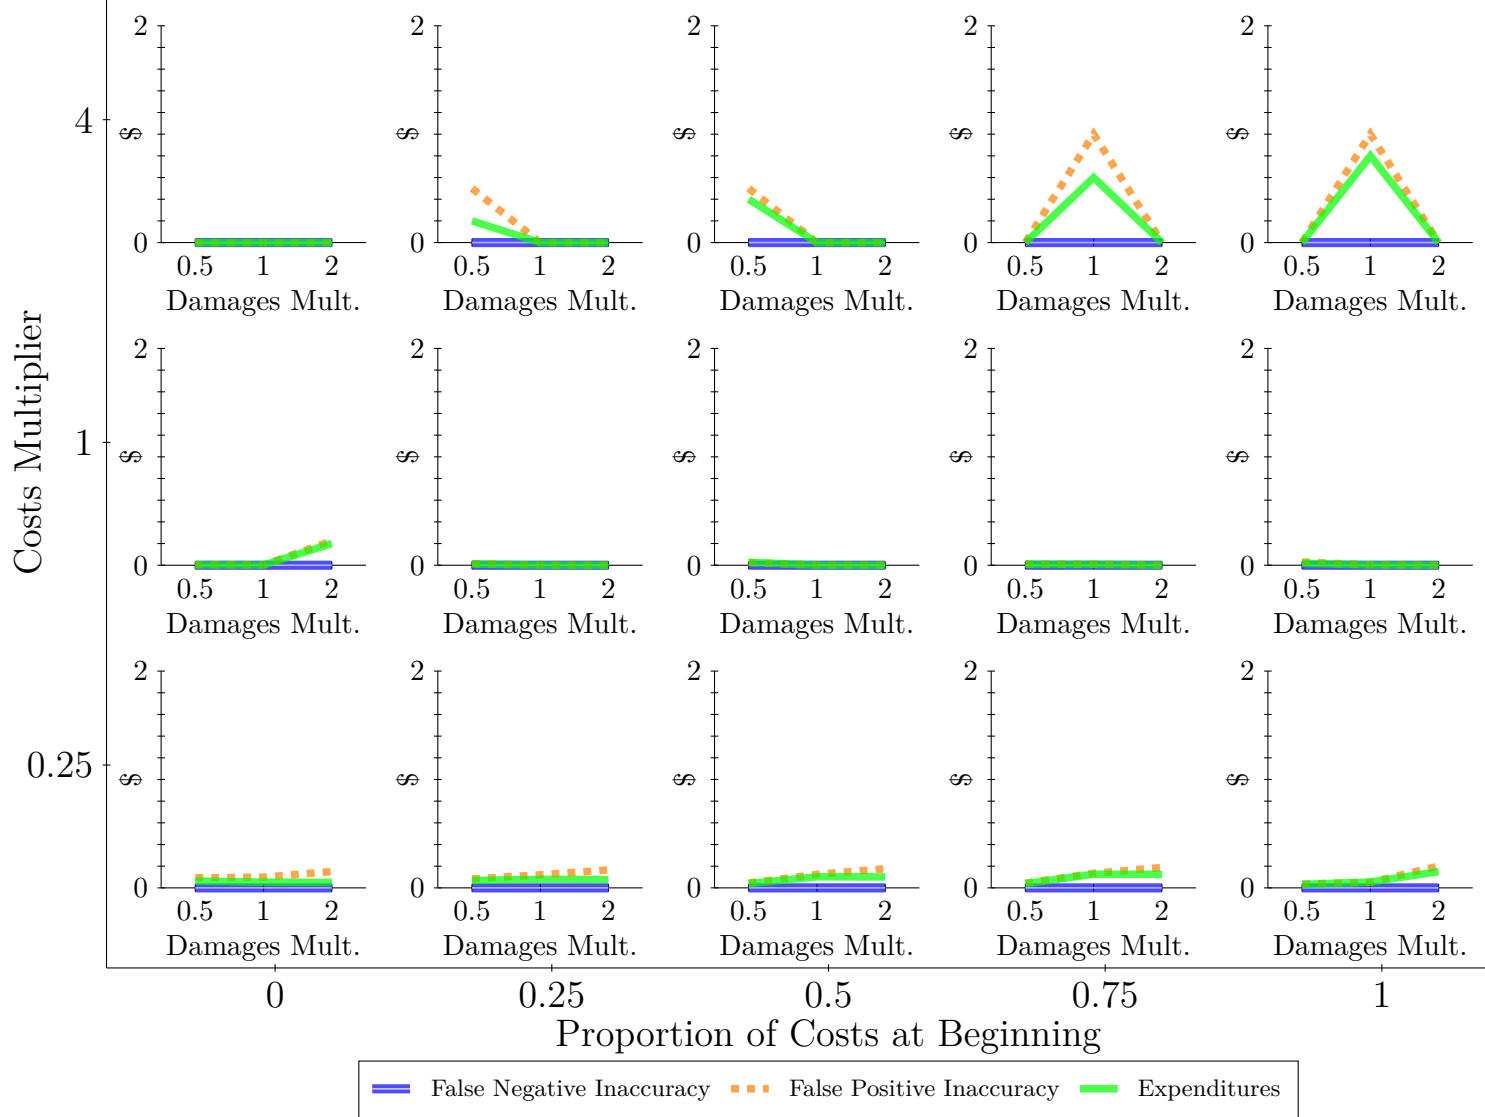 2 2 2 2 2
4 $ $ $ $ $
0 0 0 0 0
0.5 1 2 0.5 1 2 0.5 1 2 0.5 1 2 0.5 1 2
Damages Mult. Damages Mult. Damages Mult. Damages Mult. Damages Mult.
Costs Multiplier
2 2 2 2 2
1 $ $ $ $ $
0 0 0 0 0
0.5 1 2 0.5 1 2 0.5 1 2 0.5 1 2 0.5 1 2
Damages Mult. Damages Mult. Damages Mult. Damages Mult. Damages Mult.
2 2 2 2 2
0.25 $ $ $ $ $
0 0 0 0 0
0.5 1 2 0.5 1 2 0.5 1 2 0.5 1 2 0.5 1 2
Damages Mult. Damages Mult. Damages Mult. Damages Mult. Damages Mult.
0 0.25 0.5 0.75 1
Proportion of Costs at Beginning
False Negative Inaccuracy False Positive Inaccuracy Expenditures